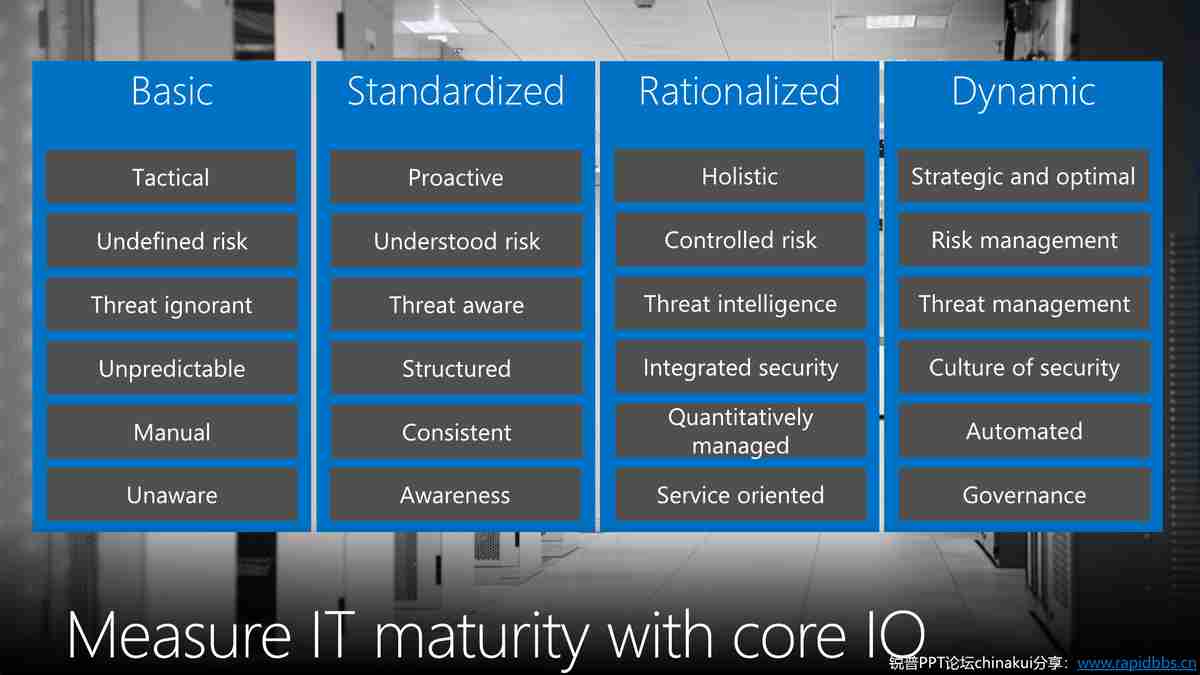 Basic
Standardized
Rationalized
Dynamic
Tactical
Proactive
Holistic
Strategic and optimal
Undefined risk
Understood risk
Controlled risk
Risk management
Threat ignorant
Threat aware
Threat intelligence
Threat management
Unpredictable
Structured
Integrated security
Culture of security
Manual
Consistent
Quantitatively
managed
Automated
Unaware
Awareness
Service oriented
Governance
Measure IT maturity with core IO
锐普PPT论坛chinakui分享：www.rapidbbs.cn